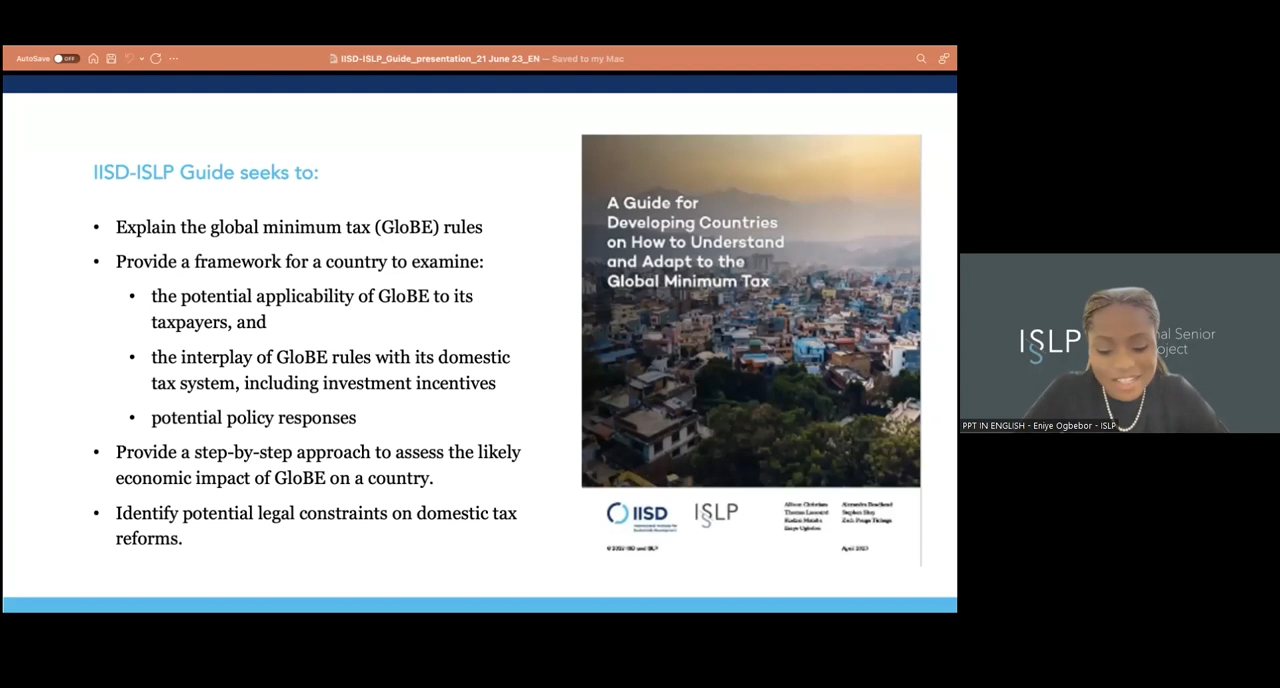 AutoSave OFF
IISD-ISLP_Guide_presentation_21 June 23_EN — Saved to my Mac
IISD-ISLP Guide seeks to:
• Explain the global minimum tax (GloBE) rules
• Provide a framework for a country to examine:
• the potential applicability of GloBE to its
taxpayers, and
• the interplay of GloBE rules with its domestic
tax system, including investment incentives
• potential policy responses
• Provide a step-by-step approach to assess the likely
economic impact of GloBE on a country.
• Identify potential legal constraints on domestic tax
reforms.
A Guide for
Developing Countries
on How to Understand
and Adapt to the
Global Minimum Tax
IISD
ISLP
April 2023
ISLP
nal Senior
oject
PPT IN ENGLISH - Eniye Ogbebor - ISLP